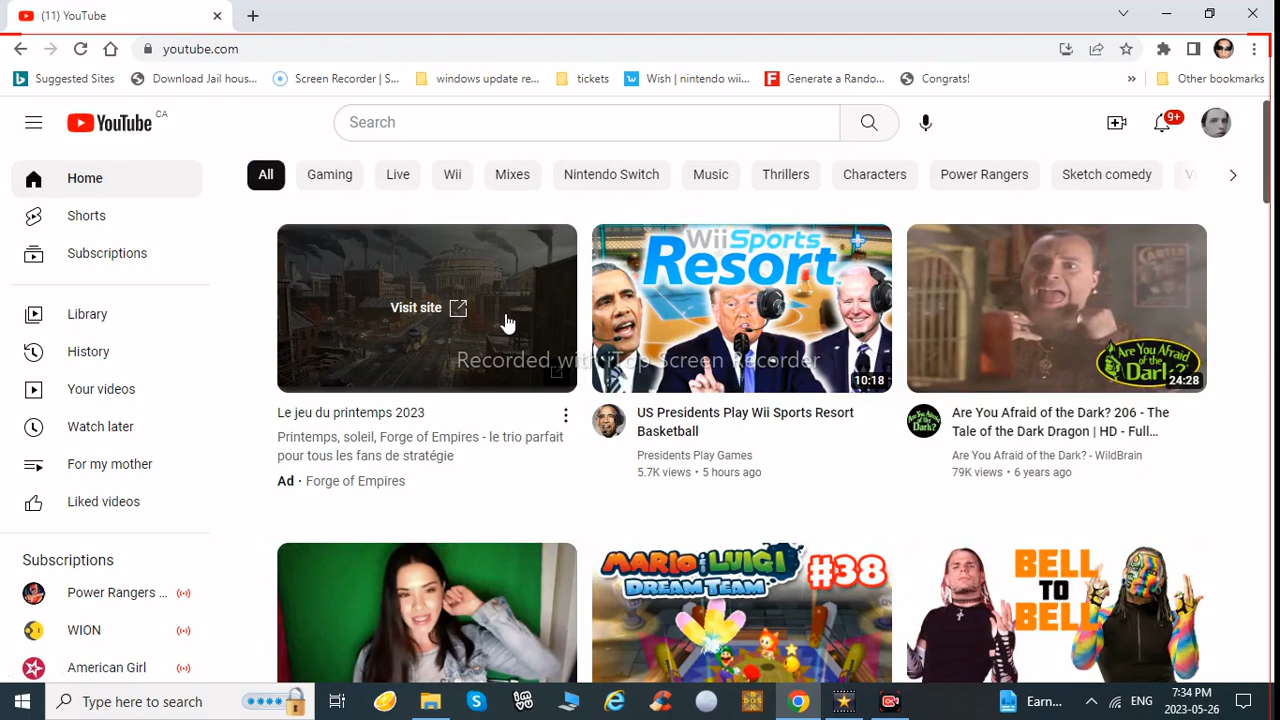 (11) YouTube
youtube.com
Suggested Sites
Download Jail hous...
Screen Recorder | S...
windows update re...
tickets
Wish | nintendo wii...
Generate a Rando...
Congrats!
»
Other bookmarks
YouTube CA
Search
9+
Home
Shorts
Subscriptions
Library
History
Your videos
Watch later
For my mother
Liked videos
Subscriptions
Power Rangers ...
WION
American Girl
All
Gaming
Live
Wii
Mixes
Nintendo Switch
Music
Thrillers
Characters
Power Rangers
Sketch comedy
Visit site
Le jeu du printemps 2023
Printemps, soleil, Forge of Empires - le trio parfait
pour tous les fans de stratégie
Ad · Forge of Empires
Wii Sports
Resort
10:18
US Presidents Play Wii Sports Resort
Basketball
Presidents Play Games
5.7K views • 5 hours ago
CARTER
Are You Afraid
of the Dark?
24:28
Are You Afraid of the Dark? 206 - The
Tale of the Dark Dragon | HD - Full...
Are You Afraid of the Dark? - WildBrain
79K views • 6 years ago
Recorded with iTop Screen Recorder
MARIO & LUIGI
DREAM TEAM
#38
BELL
TO
BELL
Type here to search
Earn...
ENG
7:34 PM
2023-05-26